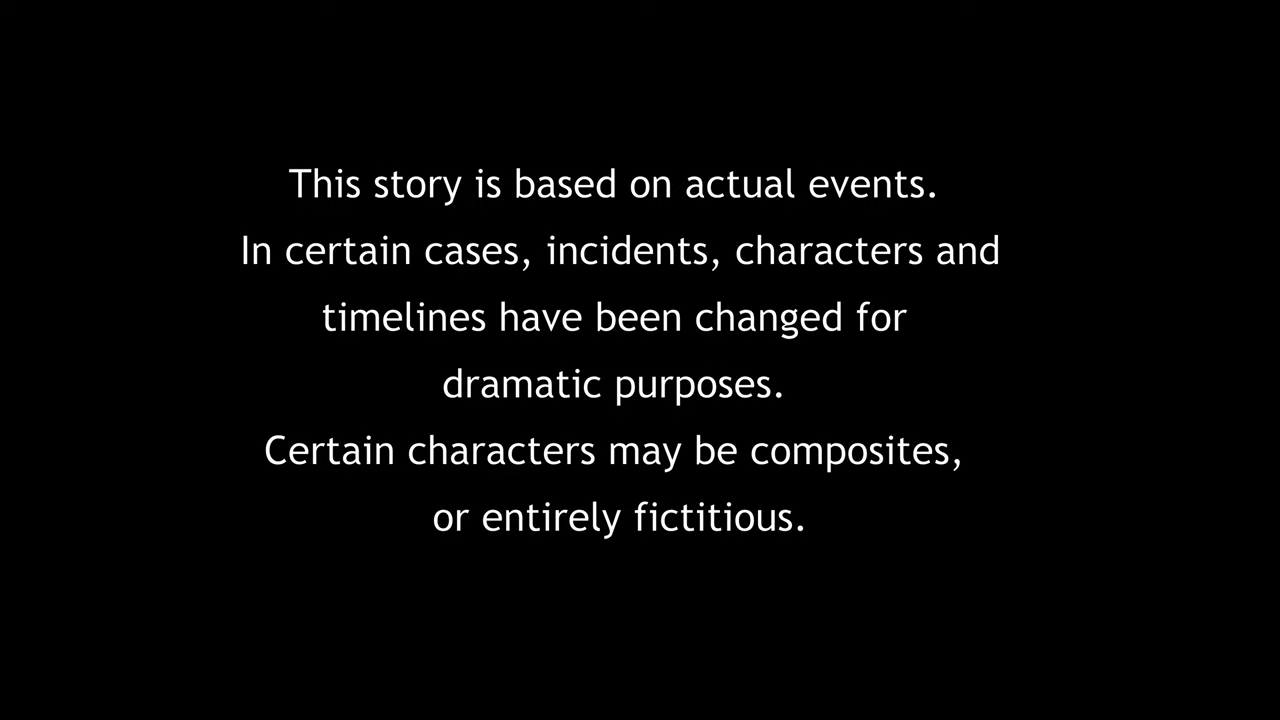 This story is based on actual events.
In certain cases, incidents, characters and
timelines have been changed for
dramatic purposes.
Certain characters may be composites,
or entirely fictitious.